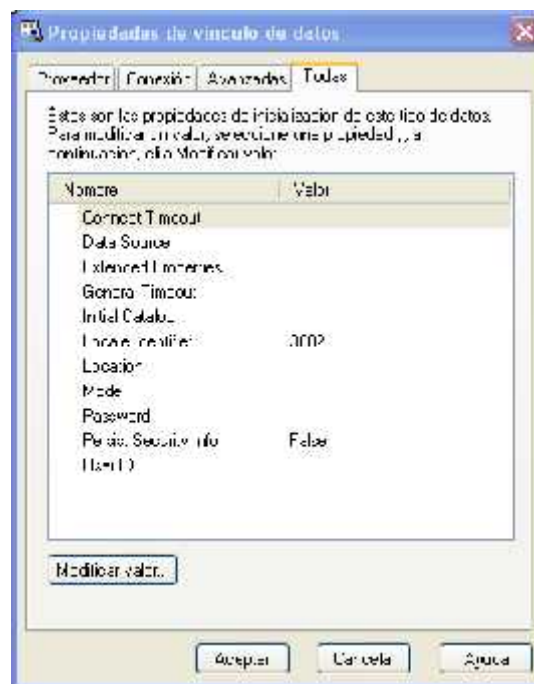 Propiedades de vinculo de datos
Proveedor Conexión Avanzadas Todas
Estas son las propiedades de inicialización de este tipo de datos.
Para modificar un valor, seleccione una propiedad y, a
continuación, elija Modificar valor.
Nombre Valor
Connect Timeout
Data Source
Extended Properties
General Timeout
Initial Catalog
Locale Identifier
Location
Mode
Password
Persist Security Info False
User ID
Modificar valor...
Aceptar Cancelar Ayuda